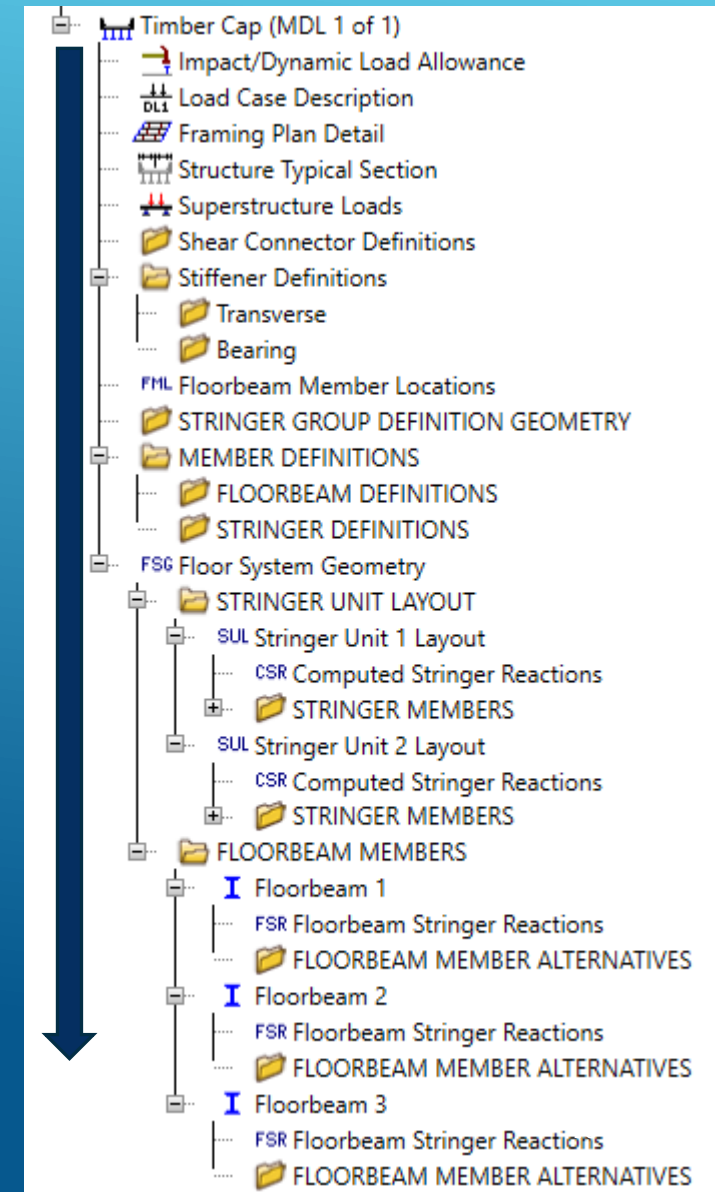 Timber Cap (MDL 1 of 1)
Impact/Dynamic Load Allowance
DL1 Load Case Description
Framing Plan Detail
Structure Typical Section
Superstructure Loads
Shear Connector Definitions
Stiffener Definitions
Transverse
Bearing
FML Floorbeam Member Locations
STRINGER GROUP DEFINITION GEOMETRY
MEMBER DEFINITIONS
FLOORBEAM DEFINITIONS
STRINGER DEFINITIONS
FSG Floor System Geometry
STRINGER UNIT LAYOUT
SUL Stringer Unit 1 Layout
CSR Computed Stringer Reactions
STRINGER MEMBERS
SUL Stringer Unit 2 Layout
CSR Computed Stringer Reactions
STRINGER MEMBERS
FLOORBEAM MEMBERS
Floorbeam 1
FSR Floorbeam Stringer Reactions
FLOORBEAM MEMBER ALTERNATIVES
Floorbeam 2
FSR Floorbeam Stringer Reactions
FLOORBEAM MEMBER ALTERNATIVES
Floorbeam 3
FSR Floorbeam Stringer Reactions
FLOORBEAM MEMBER ALTERNATIVES